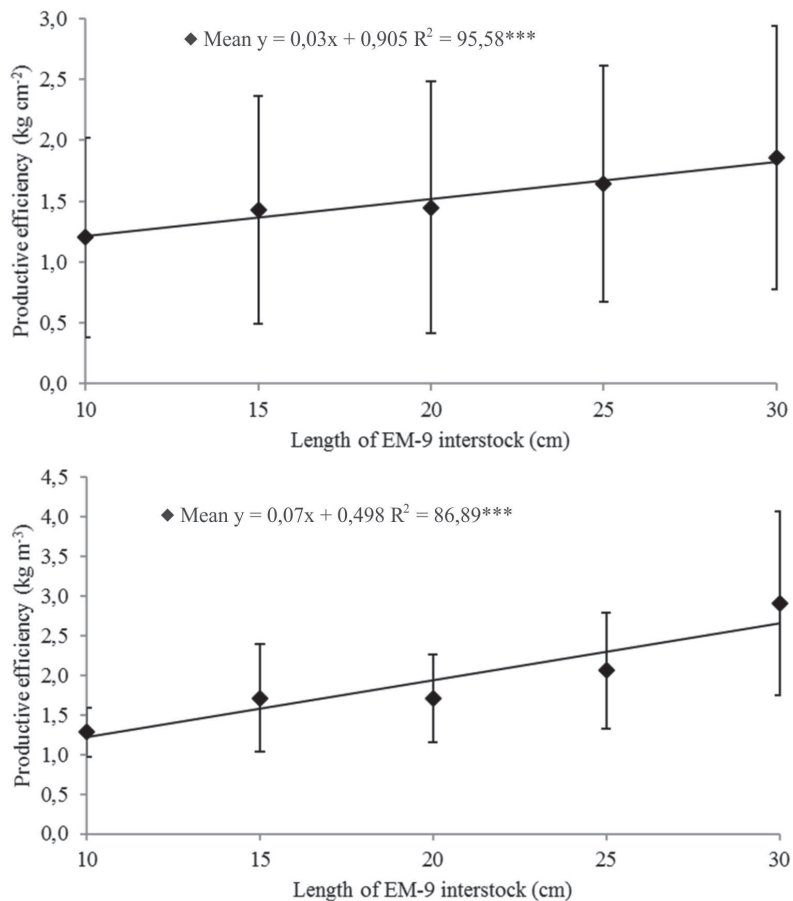 3,0
2,5
2,0
1,5
1,0
0,5
0,0
Productive efficiency (kg cm⁻²)
Mean y = 0,03x + 0,905 R² = 95,58***
10 15 20 25 30
Length of EM-9 interstock (cm)
4,5
4,0
3,5
3,0
2,5
2,0
1,5
1,0
0,5
0,0
Productive efficiency (kg m⁻³)
Mean y = 0,07x + 0,498 R² = 86,89***
10 15 20 25 30
Length of EM-9 interstock (cm)